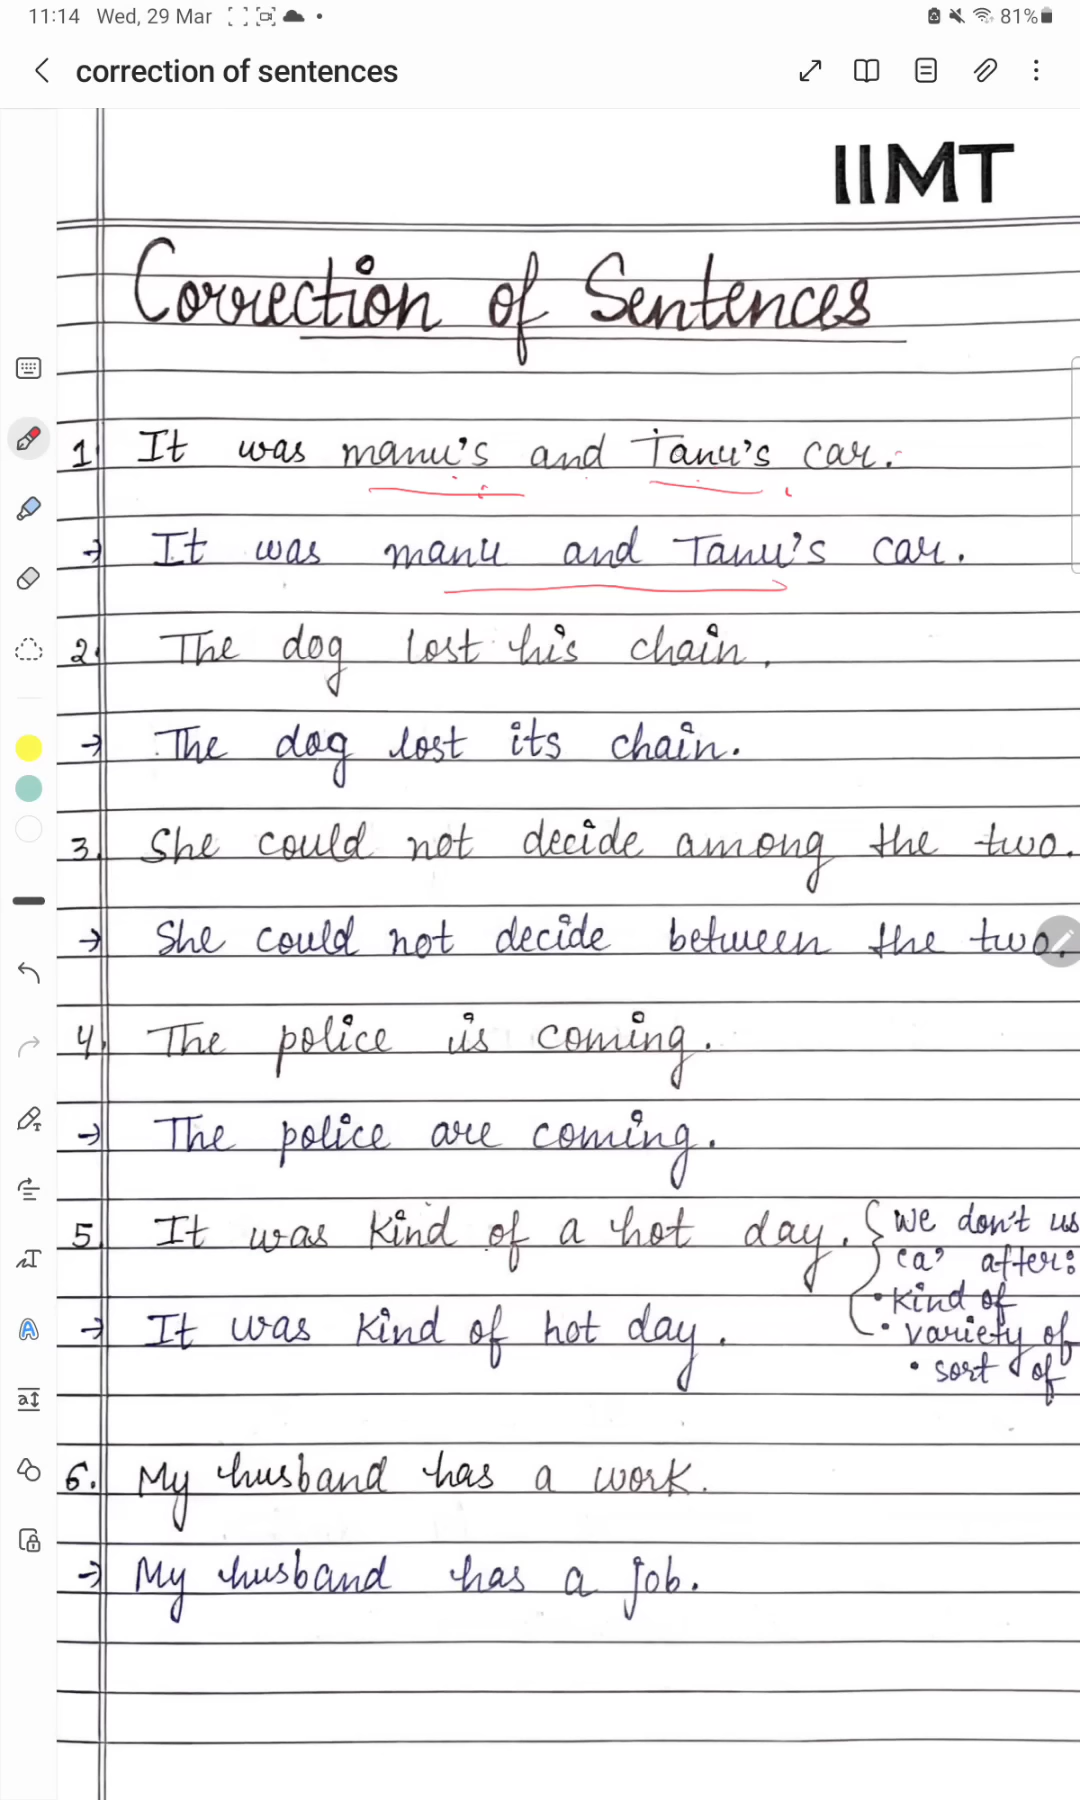 11:14 Wed, 29 Mar
81%
correction of sentences
IIMT
Correction of Sentences
1 It was manu's and Tanu's car.
→ It was manu and Tanu's car.
2. The dog lost his chain.
→ The dog lost its chain.
3. She could not decide among the two.
→ She could not decide between the two.
4. The police is coming.
→ The police are coming.
5. It was kind of a hot day. { we don't us
'a' after:
• kind of
→ It was kind of hot day.
• variety of
• sort of
6. My husband has a work.
→ My husband has a job.